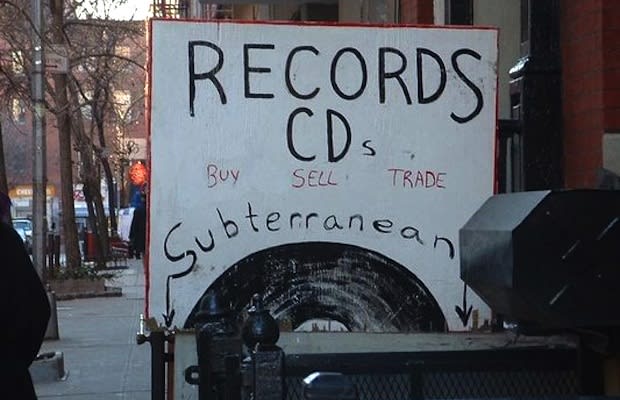 RECORDS
CDs
BUY SELL TRADE
Subterranean